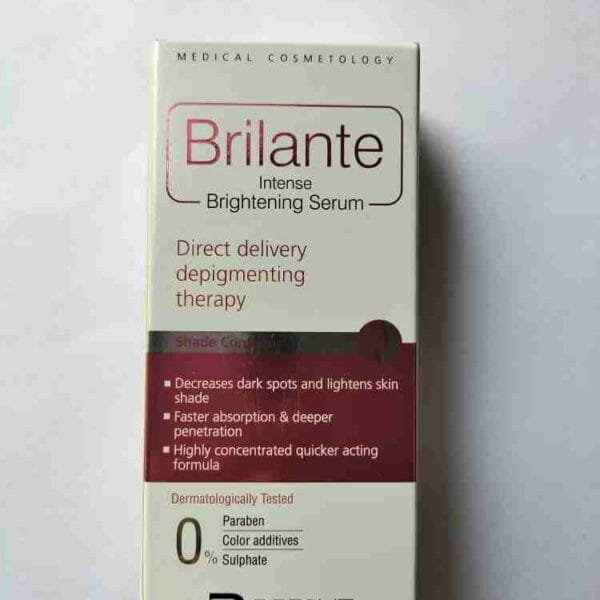 MEDICAL COSMETOLOGY
Brilante
Intense
Brightening Serum
Direct delivery
depigmenting
therapy
Shade
▪ Decreases dark spots and lightens skin
shade
▪ Faster absorption & deeper
penetration
▪ Highly concentrated quicker acting
formula
Dermatologically Tested
0%
Paraben
Color additives
Sulphate